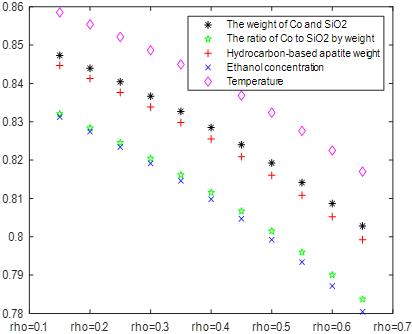 0.86
0.85
0.84
0.83
0.82
0.81
0.8
0.79
0.78
The weight of Co and SiO2
The ratio of Co to SiO2 by weight
Hydrocarbon-based apatite weight
Ethanol concentration
Temperature
rho=0.1 rho=0.2 rho=0.3 rho=0.4 rho=0.5 rho=0.6 rho=0.7